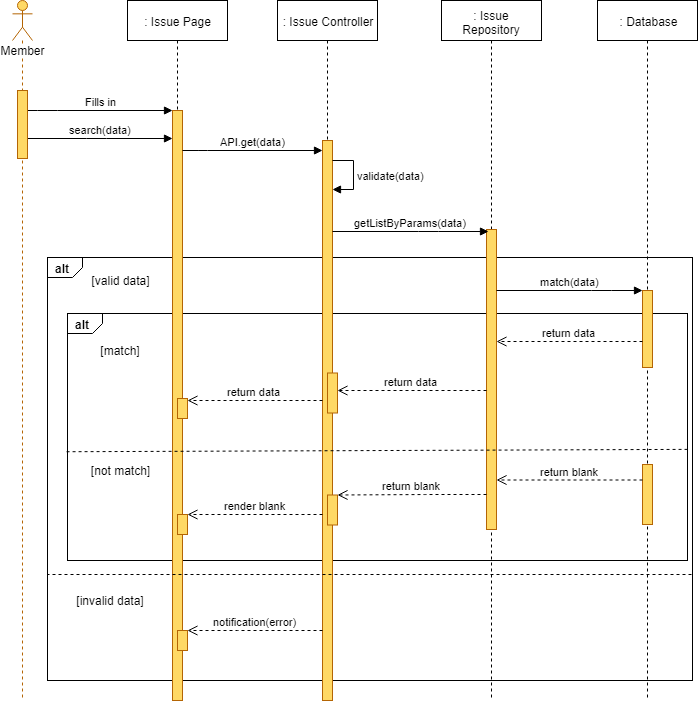 Member
: Issue Page
: Issue Controller
: Issue
Repository
: Database
Fills in
search(data)
API.get(data)
validate(data)
getListByParams(data)
alt
[valid data]
match(data)
alt
[match]
return data
return data
return data
[not match]
return blank
return blank
render blank
[invalid data]
notification(error)